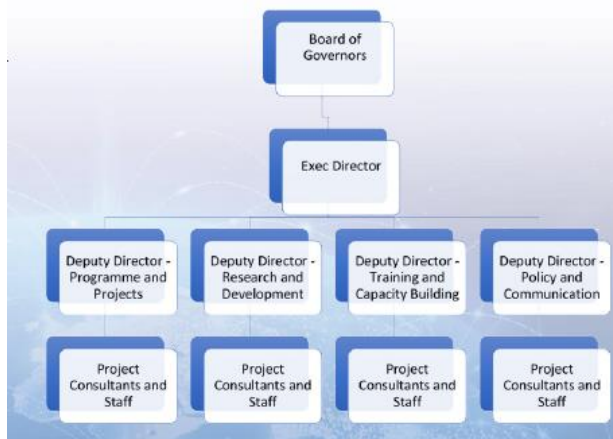 Board of
Governors
Exec Director
Deputy Director -
Programme and
Projects
Deputy Director -
Research and
Development
Deputy Director -
Training and
Capacity Building
Deputy Director -
Policy and
Communication
Project
Consultants and
Staff
Project
Consultants and
Staff
Project
Consultants and
Staff
Project
Consultants and
Staff